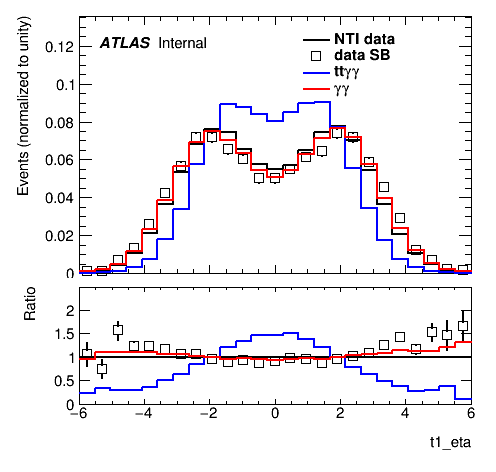 ATLAS Internal
NTI data
data SB
ttγγ
γγ
Events (normalized to unity)
0.12
0.1
0.08
0.06
0.04
0.02
0
Ratio
2
1.5
1
0.5
0
−6 −4 −2 0 2 4 6
t1_eta